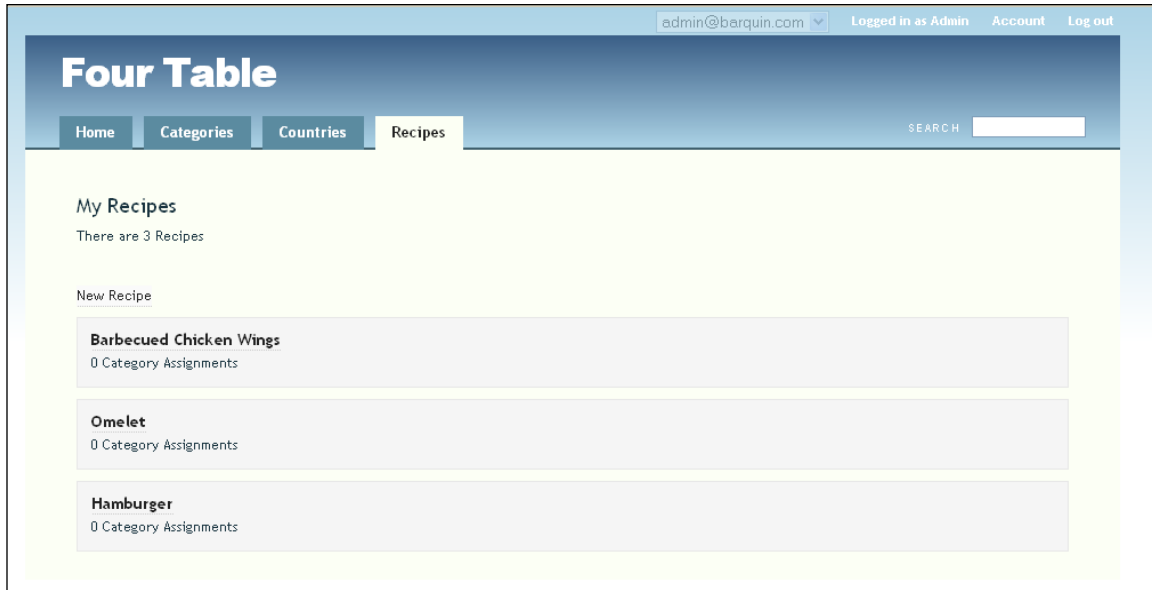 admin@barquin.com Logged in as Admin Account Log out
Four Table
Home Categories Countries Recipes SEARCH
My Recipes
There are 3 Recipes
New Recipe
Barbecued Chicken Wings
0 Category Assignments
Omelet
0 Category Assignments
Hamburger
0 Category Assignments